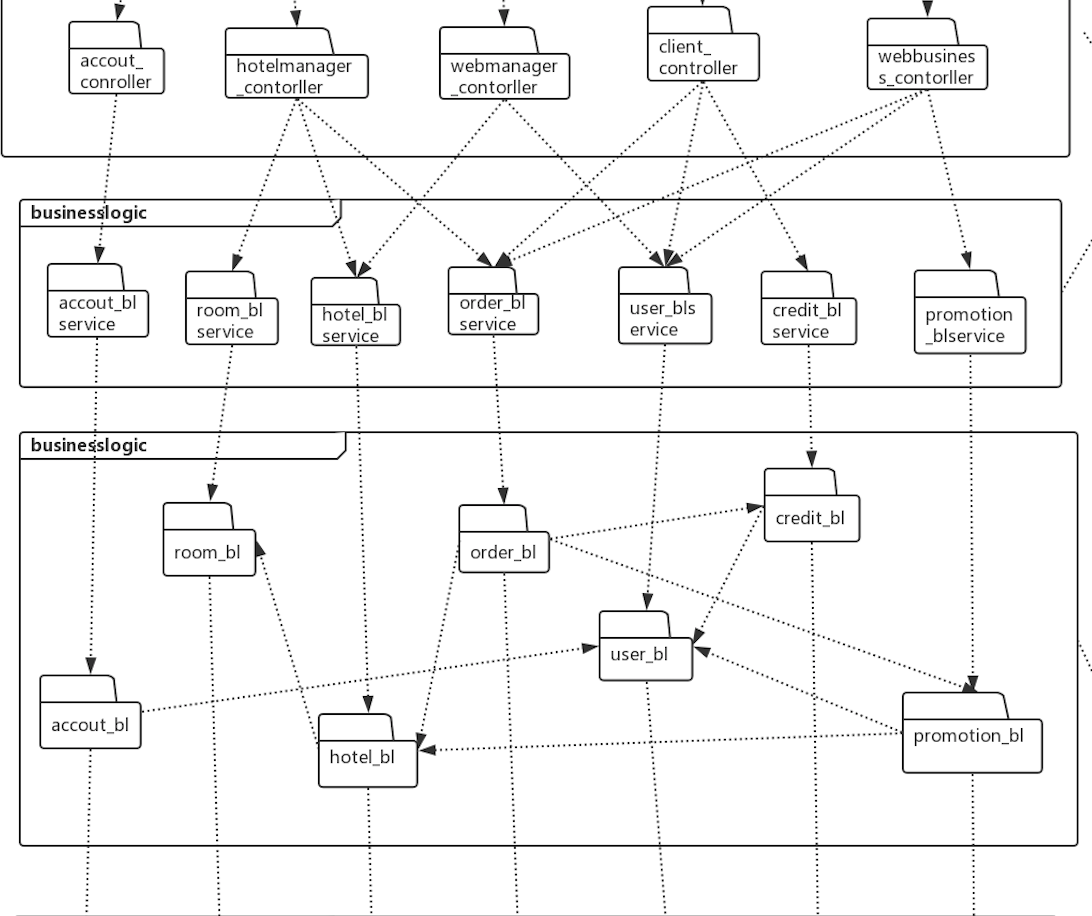 accout_
conroller
hotelmanager
_contorller
webmanager
_contorller
client_
controller
webbusines
s_contorller
businesslogic
accout_bl
service
room_bl
service
hotel_bl
service
order_bl
service
user_bls
ervice
credit_bl
service
promotion
_blservice
businesslogic
credit_bl
room_bl
order_bl
user_bl
accout_bl
hotel_bl
promotion_bl